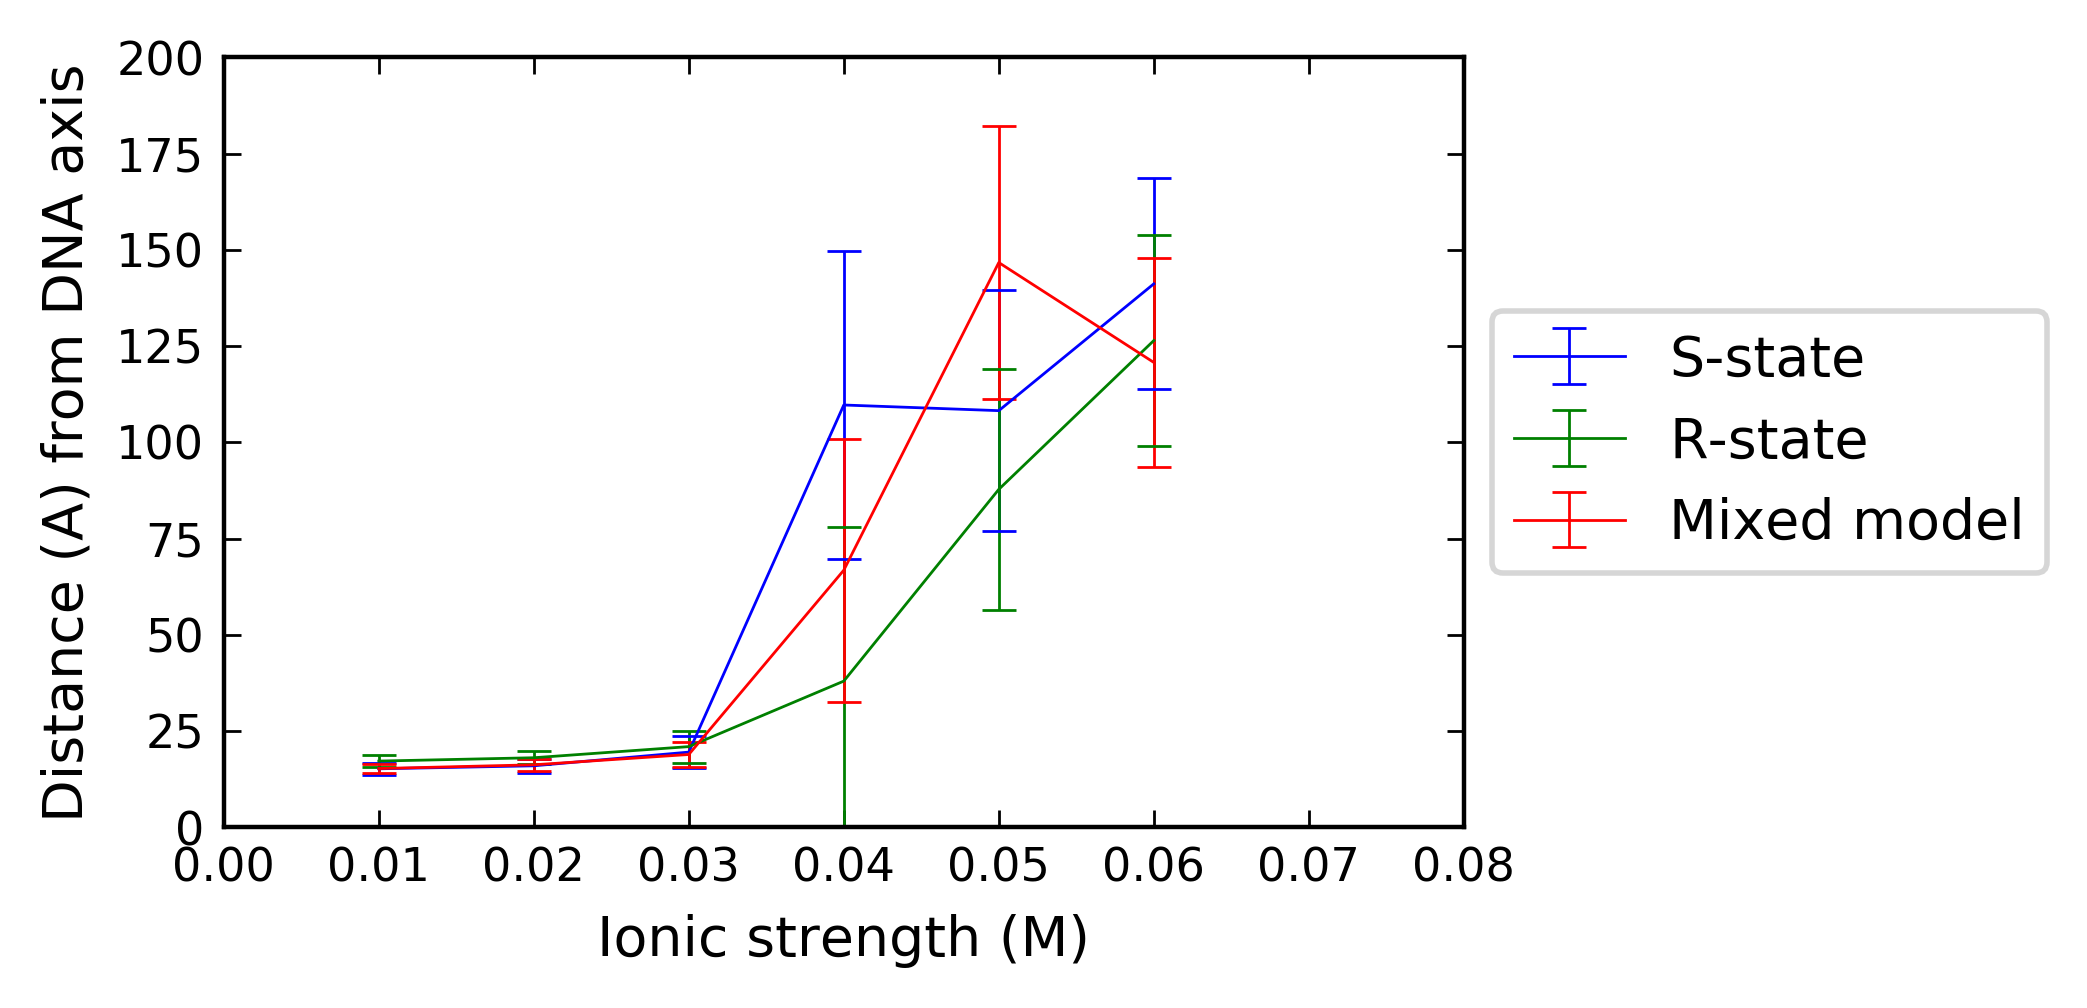 Distance (A) from DNA axis
200
175
150
125
100
75
50
25
0
0.00 0.01 0.02 0.03 0.04 0.05 0.06 0.07 0.08
Ionic strength (M)
S-state
R-state
Mixed model